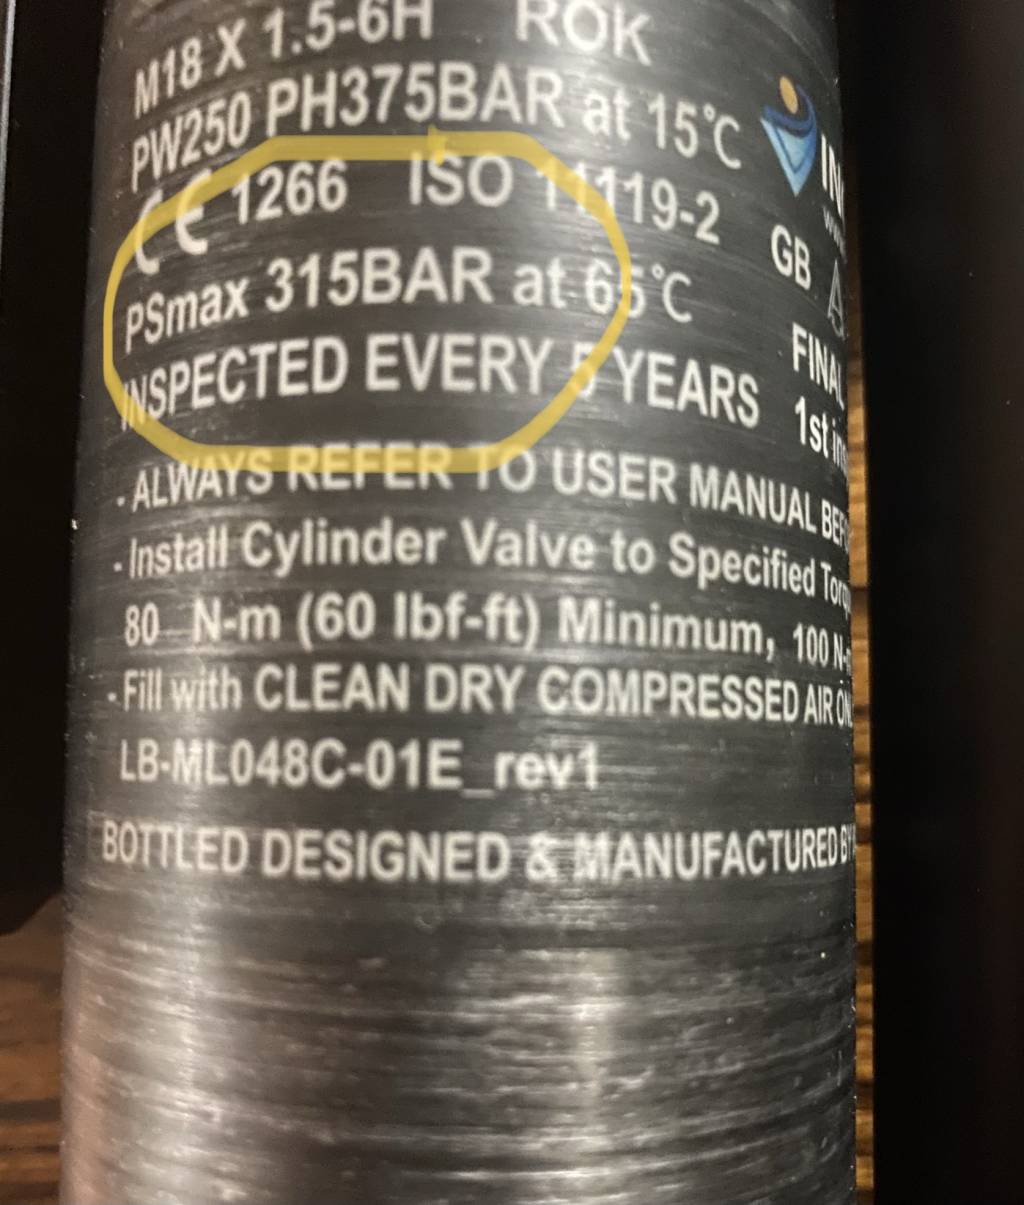 M18 X 1.5-6H ROK
PW250 PH375BAR at 15°C
CE 1266 ISO 11119-2
GB
PSmax 315BAR at 65°C
FINAL
INSPECTED EVERY 5 YEARS
1st
- ALWAYS REFER TO USER MANUAL
- Install Cylinder Valve to Specified
80 N-m (60 lbf-ft) Minimum, 100
- Fill with CLEAN DRY COMPRESSED AIR
LB-ML048C-01E_rev1
BOTTLED DESIGNED & MANUFACTURED BY